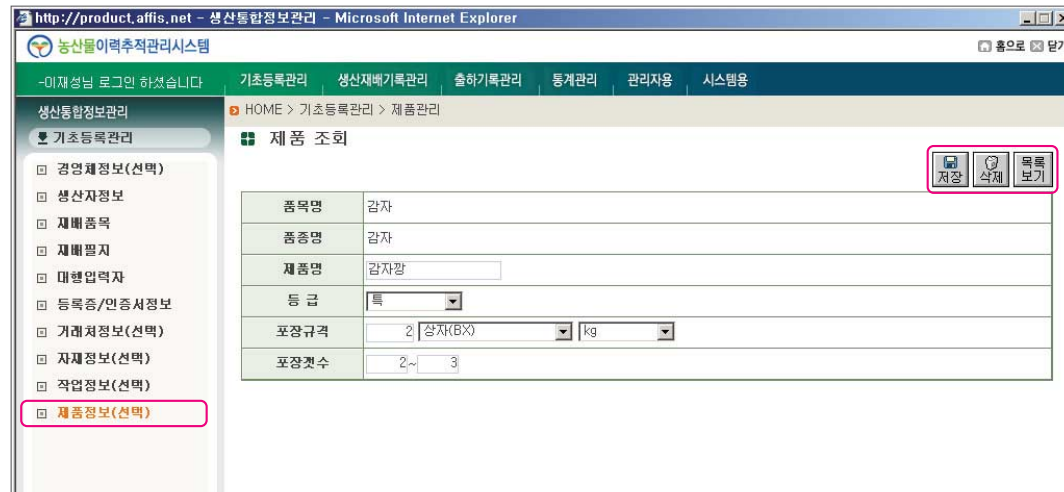 http://product.affis.net - 생산통합정보관리 - Microsoft Internet Explorer
농산물이력추적관리시스템
홈으로 닫기
-이재성님 로그인 하셨습니다
기초등록관리 생산재배기록관리 출하기록관리 통계관리 관리자용 시스템용
생산통합정보관리
HOME > 기초등록관리 > 제품관리
기초등록관리
제품 조회
저장 삭제 목록보기
경영체정보(선택)
생산자정보
재배품목
재배필지
대행입력자
등록증/인증서정보
거래처정보(선택)
자재정보(선택)
작업정보(선택)
제품정보(선택)
품목명 감자
품종명 감자
제품명 감자깡
등 급 특
포장규격 2 상자(BX) kg
포장갯수 2~ 3